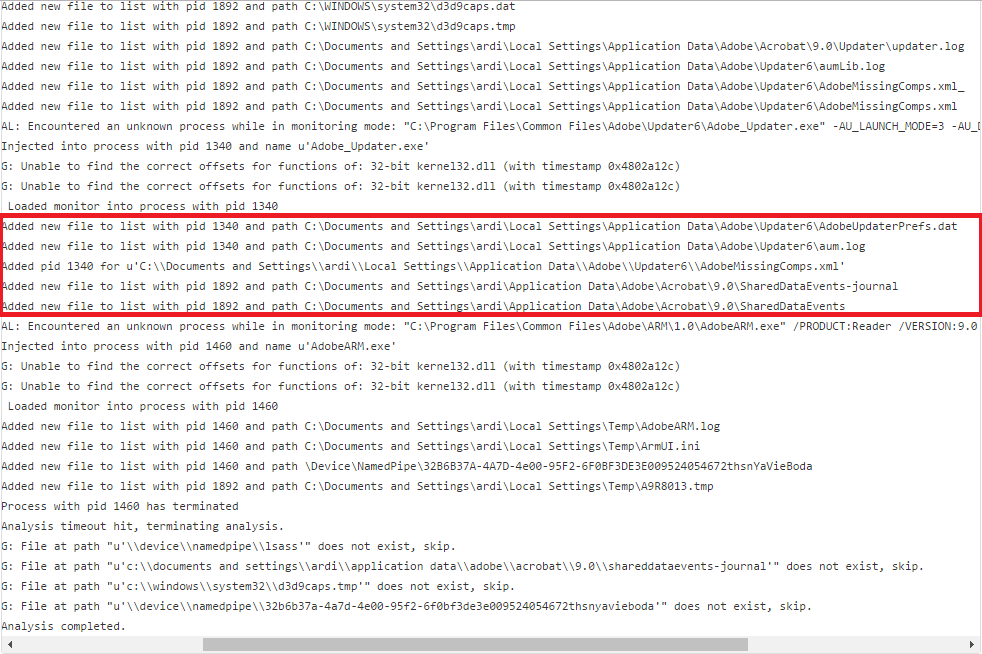 Added new file to list with pid 1892 and path C:\WINDOWS\system32\d3d9caps.dat
Added new file to list with pid 1892 and path C:\WINDOWS\system32\d3d9caps.tmp
Added new file to list with pid 1892 and path C:\Documents and Settings\ardi\Local Settings\Application Data\Adobe\Acrobat\9.0\Updater\updater.log
Added new file to list with pid 1892 and path C:\Documents and Settings\ardi\Local Settings\Application Data\Adobe\Updater6\aumLib.log
Added new file to list with pid 1892 and path C:\Documents and Settings\ardi\Local Settings\Application Data\Adobe\Updater6\AdobeMissingComps.xml_
Added new file to list with pid 1892 and path C:\Documents and Settings\ardi\Local Settings\Application Data\Adobe\Updater6\AdobeMissingComps.xml
AL: Encountered an unknown process while in monitoring mode: "C:\Program Files\Common Files\Adobe\Updater6\Adobe_Updater.exe" -AU_LAUNCH_MODE=3 -AU_
Injected into process with pid 1340 and name u'Adobe_Updater.exe'
G: Unable to find the correct offsets for functions of: 32-bit kernel32.dll (with timestamp 0x4802a12c)
G: Unable to find the correct offsets for functions of: 32-bit kernel32.dll (with timestamp 0x4802a12c)
Loaded monitor into process with pid 1340
Added new file to list with pid 1340 and path C:\Documents and Settings\ardi\Local Settings\Application Data\Adobe\Updater6\AdobeUpdaterPrefs.dat
Added new file to list with pid 1340 and path C:\Documents and Settings\ardi\Local Settings\Application Data\Adobe\Updater6\aum.log
Added pid 1340 for u'C:\\Documents and Settings\\ardi\\Local Settings\\Application Data\\Adobe\\Updater6\\AdobeMissingComps.xml'
Added new file to list with pid 1892 and path C:\Documents and Settings\ardi\Application Data\Adobe\Acrobat\9.0\SharedDataEvents-journal
Added new file to list with pid 1892 and path C:\Documents and Settings\ardi\Application Data\Adobe\Acrobat\9.0\SharedDataEvents
AL: Encountered an unknown process while in monitoring mode: "C:\Program Files\Common Files\Adobe\ARM\1.0\AdobeARM.exe" /PRODUCT:Reader /VERSION:9.0
Injected into process with pid 1460 and name u'AdobeARM.exe'
G: Unable to find the correct offsets for functions of: 32-bit kernel32.dll (with timestamp 0x4802a12c)
G: Unable to find the correct offsets for functions of: 32-bit kernel32.dll (with timestamp 0x4802a12c)
Loaded monitor into process with pid 1460
Added new file to list with pid 1460 and path C:\Documents and Settings\ardi\Local Settings\Temp\AdobeARM.log
Added new file to list with pid 1460 and path C:\Documents and Settings\ardi\Local Settings\Temp\ArmUI.ini
Added new file to list with pid 1460 and path \Device\NamedPipe\32B6B37A-4A7D-4e00-95F2-6F0BF3DE3E009524054672thsnYaVieBoda
Added new file to list with pid 1892 and path C:\Documents and Settings\ardi\Local Settings\Temp\A9R8013.tmp
Process with pid 1460 has terminated
Analysis timeout hit, terminating analysis.
G: File at path "u'\\device\\namedpipe\\lsass'" does not exist, skip.
G: File at path "u'c:\\documents and settings\\ardi\\application data\\adobe\\acrobat\\9.0\\shareddataevents-journal'" does not exist, skip.
G: File at path "u'c:\\windows\\system32\\d3d9caps.tmp'" does not exist, skip.
G: File at path "u'\\device\\namedpipe\\32b6b37a-4a7d-4e00-95f2-6f0bf3de3e009524054672thsnyavieboda'" does not exist, skip.
Analysis completed.